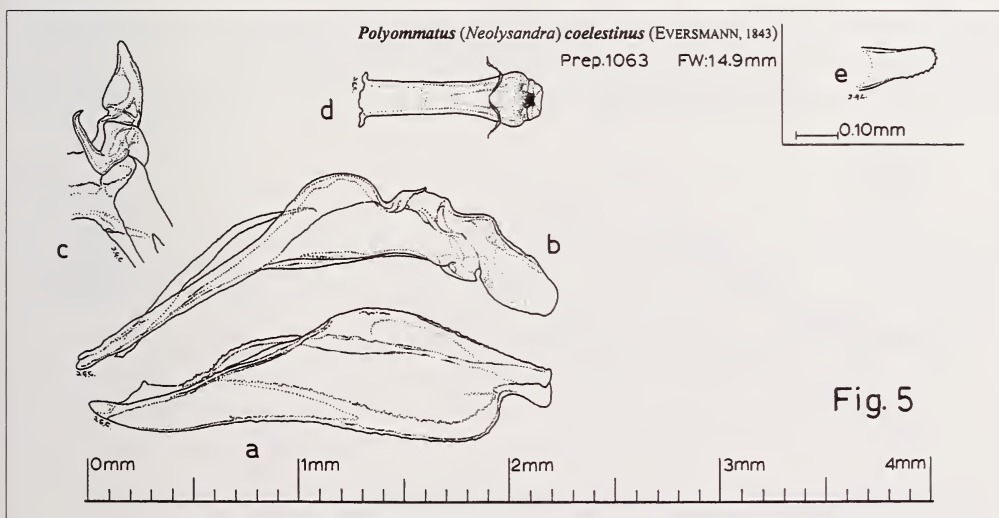 Polyommatus (Neolysandra) coelestinus (EVERSMANN, 1843)
Prep.1063 FW:14.9mm
e
0.10mm
d
c
b
a
Fig. 5
0mm 1mm 2mm 3mm 4mm